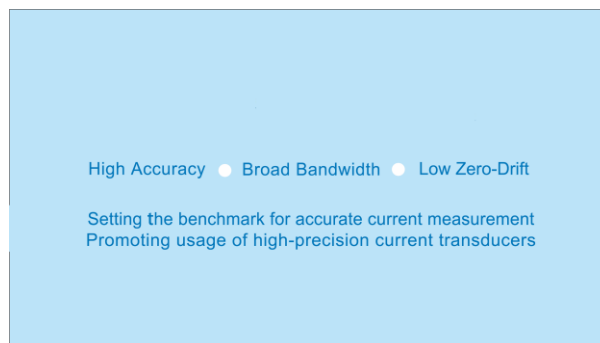 High Accuracy Broad Bandwidth Low Zero-Drift
Setting the benchmark for accurate current measurement
Promoting usage of high-precision current transducers